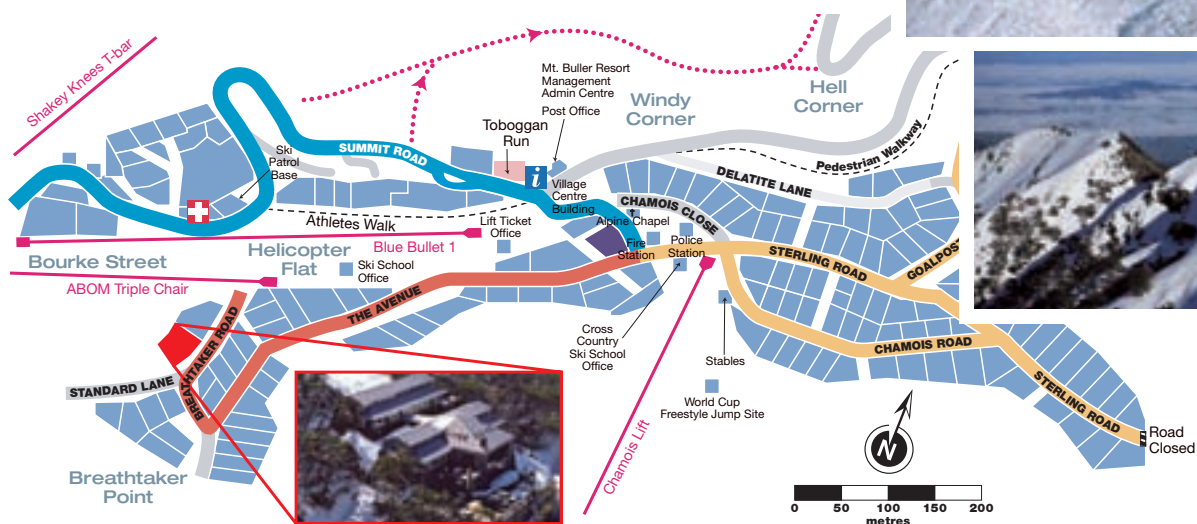 Shakey Knees T-bar
Mt. Buller Resort
Management
Admin Centre
Post Office
Windy
Corner
Hell
Corner
Toboggan
Run
SUMMIT ROAD
Ski
Patrol
Base
i
Village
Centre
Building
Pedestrian Walkway
DELATITE LANE
CHAMOIS CLOSE
Athletes Walk
Lift Ticket
Office
Alpine Chapel
Fire
Station
Police
Station
Blue Bullet 1
Bourke Street
Helicopter
Flat
Ski School
Office
ABOM Triple Chair
STERLING ROAD
GOALPOST
THE AVENUE
BREATHTAKER ROAD
STANDARD LANE
Cross
Country
Ski School
Office
Stables
CHAMOIS ROAD
World Cup
Freestyle Jump Site
STERLING ROAD
Road
Closed
Chamois Lift
Breathtaker
Point
N
0 50 100 150 200
metres